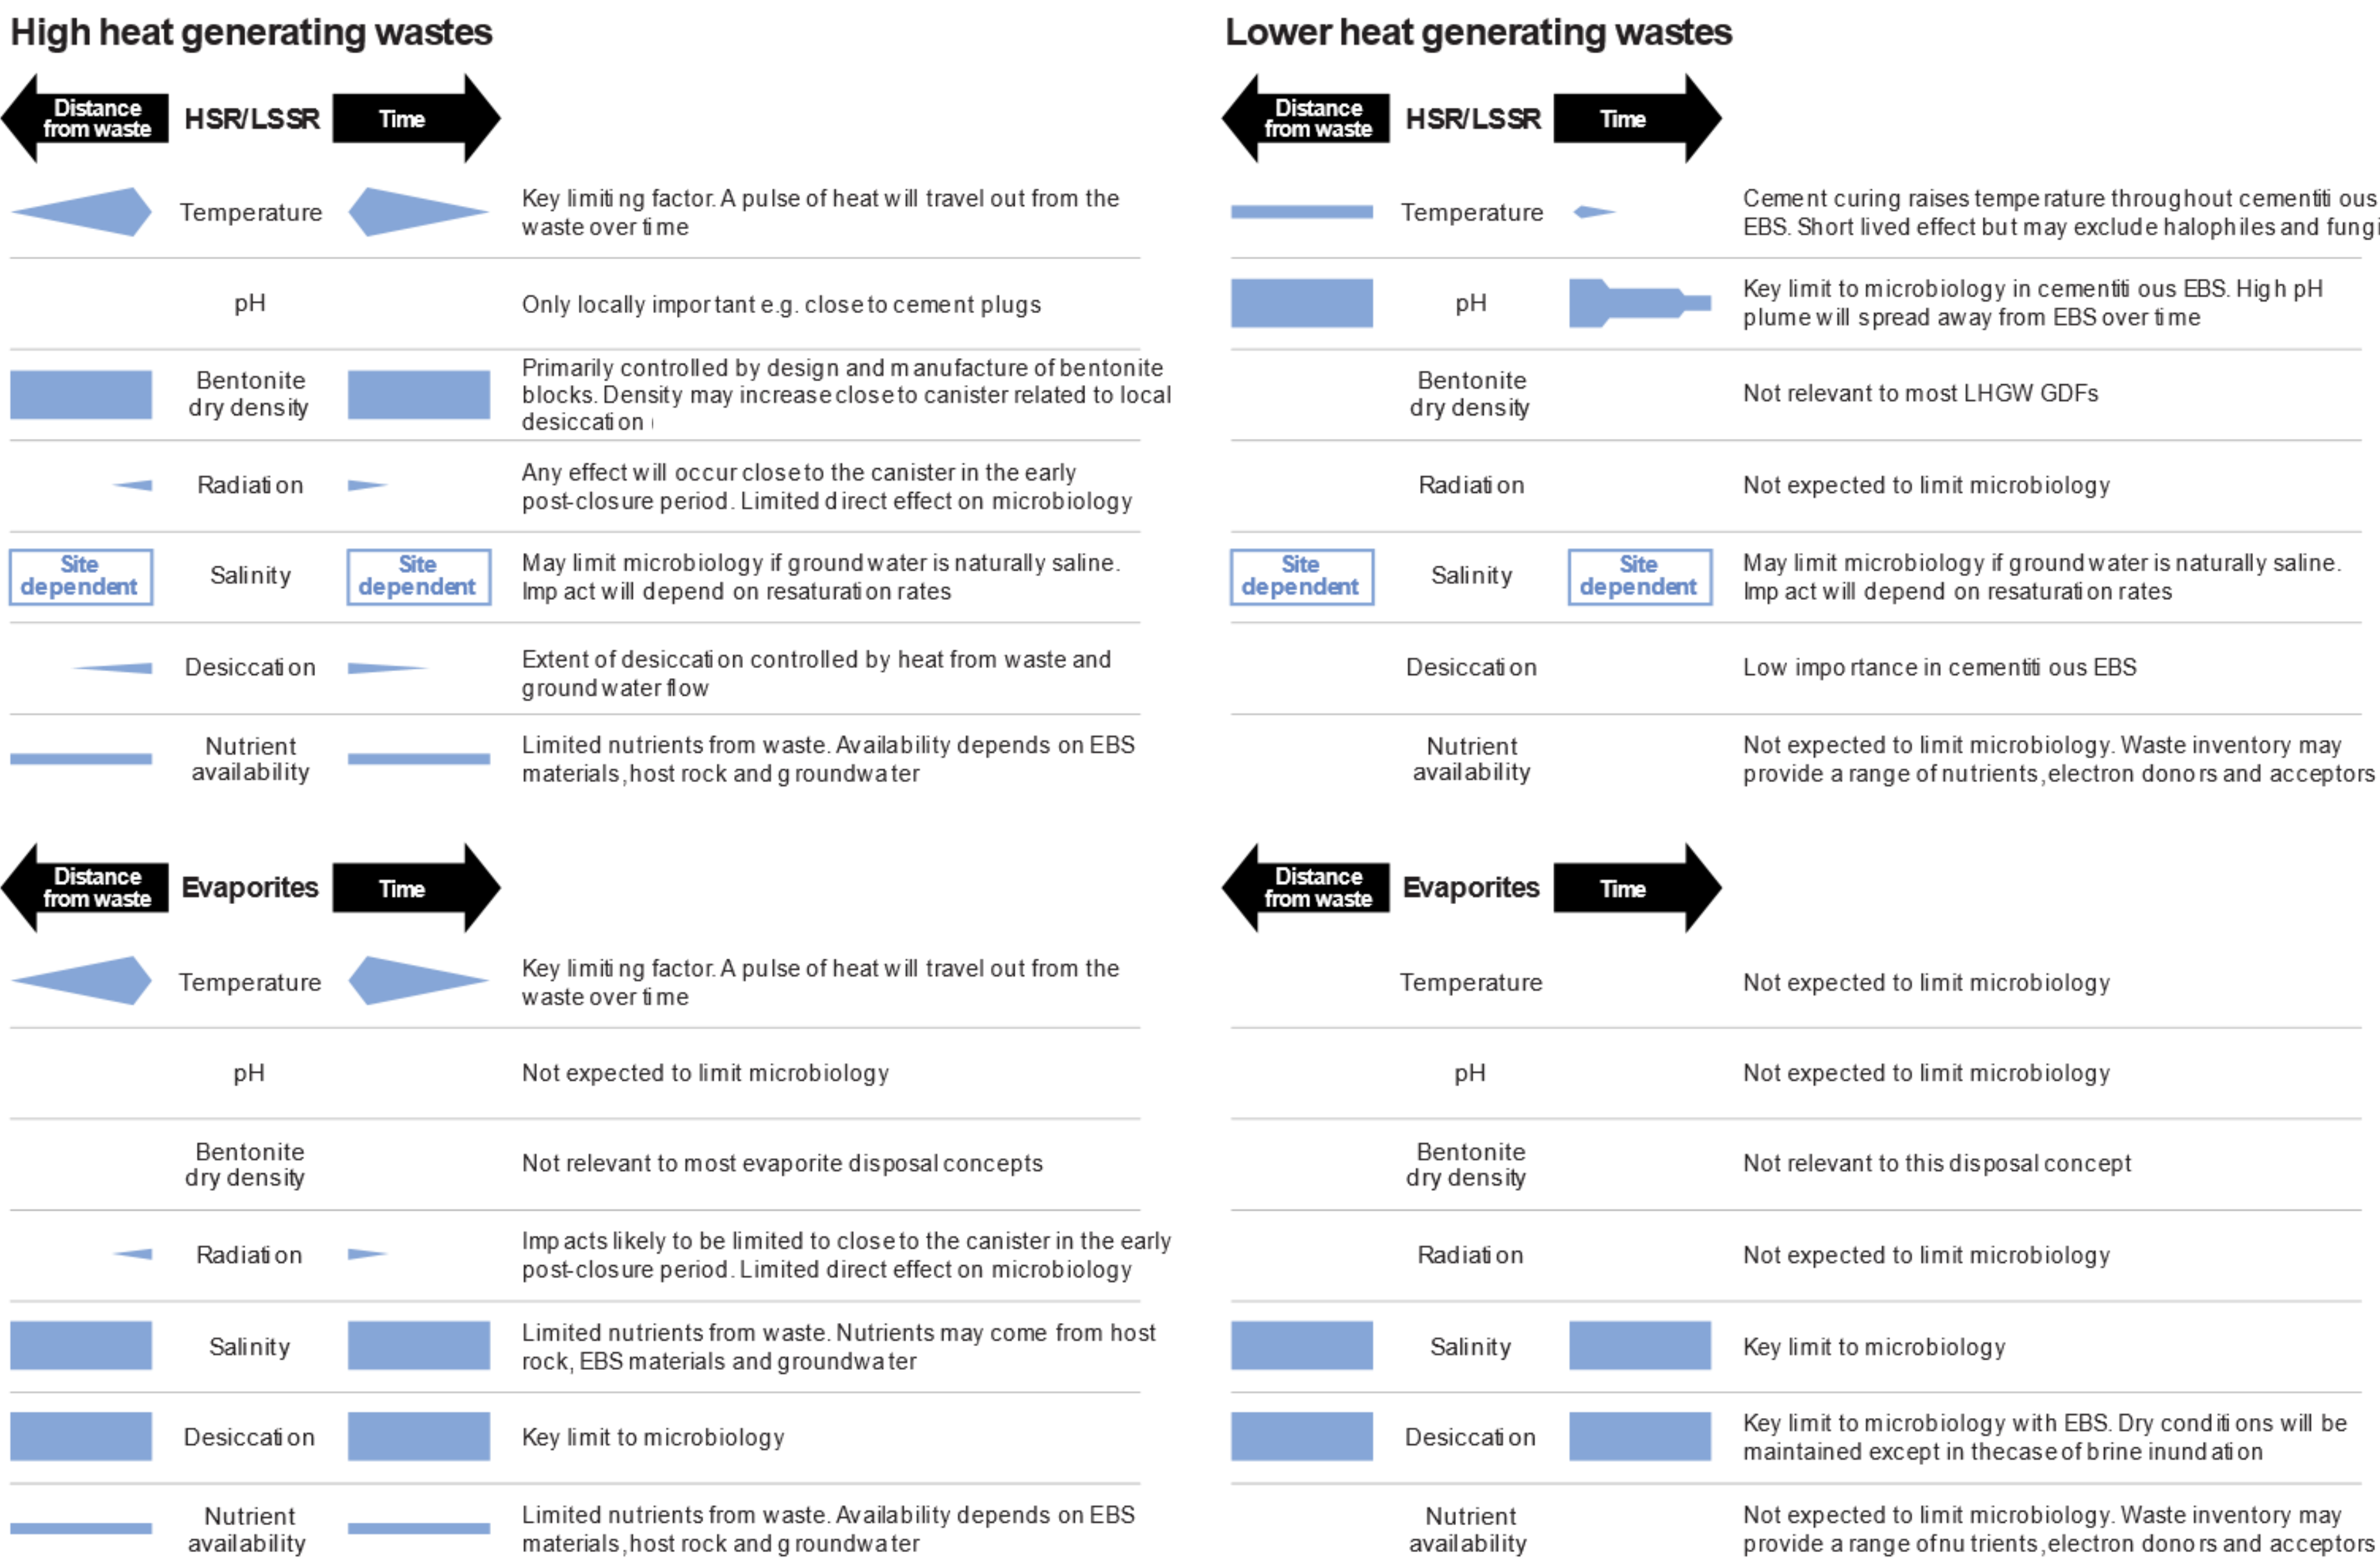 High heat generating wastes
Distance
from waste
HSR/LSSR
Time
Temperature
Key limiting factor. A pulse of heat will travel out from the
waste over time
pH
Only locally important e.g. close to cement plugs
Bentonite
dry density
Primarily controlled by design and manufacture of bentonite
blocks. Density may increase close to canister related to local
desiccation (
Radiation
Any effect will occur close to the canister in the early
post-closure period. Limited direct effect on microbiology
Site
dependent
Salinity
Site
dependent
May limit microbiology if groundwater is naturally saline.
Impact will depend on resaturation rates
Desiccation
Extent of desiccation controlled by heat from waste and
groundwater flow
Nutrient
availability
Limited nutrients from waste. Availability depends on EBS
materials, host rock and groundwater
Distance
from waste
Evaporites
Time
Temperature
Key limiting factor. A pulse of heat will travel out from the
waste over time
pH
Not expected to limit microbiology
Bentonite
dry density
Not relevant to most evaporite disposal concepts
Radiation
Impacts likely to be limited to close to the canister in the early
post-closure period. Limited direct effect on microbiology
Salinity
Limited nutrients from waste. Nutrients may come from host
rock, EBS materials and groundwater
Desiccation
Key limit to microbiology
Nutrient
availability
Limited nutrients from waste. Availability depends on EBS
materials, host rock and groundwater
Lower heat generating wastes
Distance
from waste
HSR/LSSR
Time
Temperature
Cement curing raises temperature throughout cementitious
EBS. Short lived effect but may exclude halophiles and fungi
pH
Key limit to microbiology in cementitious EBS. High pH
plume will spread away from EBS over time
Bentonite
dry density
Not relevant to most LHGW GDFs
Radiation
Not expected to limit microbiology
Site
dependent
Salinity
Site
dependent
May limit microbiology if groundwater is naturally saline.
Impact will depend on resaturation rates
Desiccation
Low importance in cementitious EBS
Nutrient
availability
Not expected to limit microbiology. Waste inventory may
provide a range of nutrients, electron donors and acceptors
Distance
from waste
Evaporites
Time
Temperature
Not expected to limit microbiology
pH
Not expected to limit microbiology
Bentonite
dry density
Not relevant to this disposal concept
Radiation
Not expected to limit microbiology
Salinity
Key limit to microbiology
Desiccation
Key limit to microbiology with EBS. Dry conditions will be
maintained except in thecase of brine inundation
Nutrient
availability
Not expected to limit microbiology. Waste inventory may
provide a range of nutrients, electron donors and acceptors